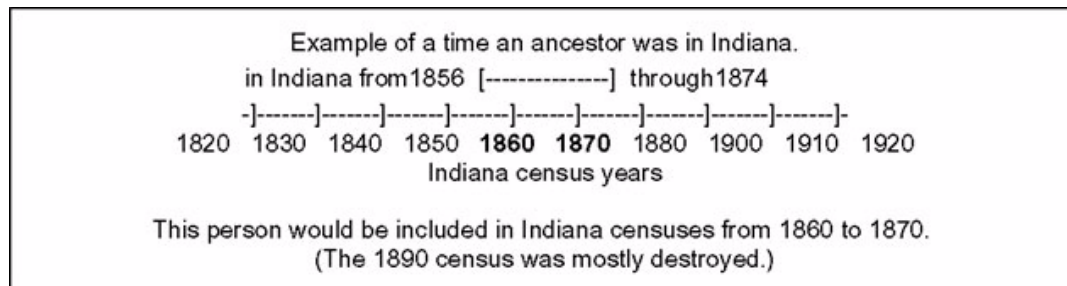 Example of a time an ancestor was in Indiana.
in Indiana from1856 [---------------] through1874
-]-------]-------]-------]-------]-------]-------]-------]-------]-------]-
1820 1830 1840 1850 1860 1870 1880 1900 1910 1920
Indiana census years
This person would be included in Indiana censuses from 1860 to 1870.
(The 1890 census was mostly destroyed.)